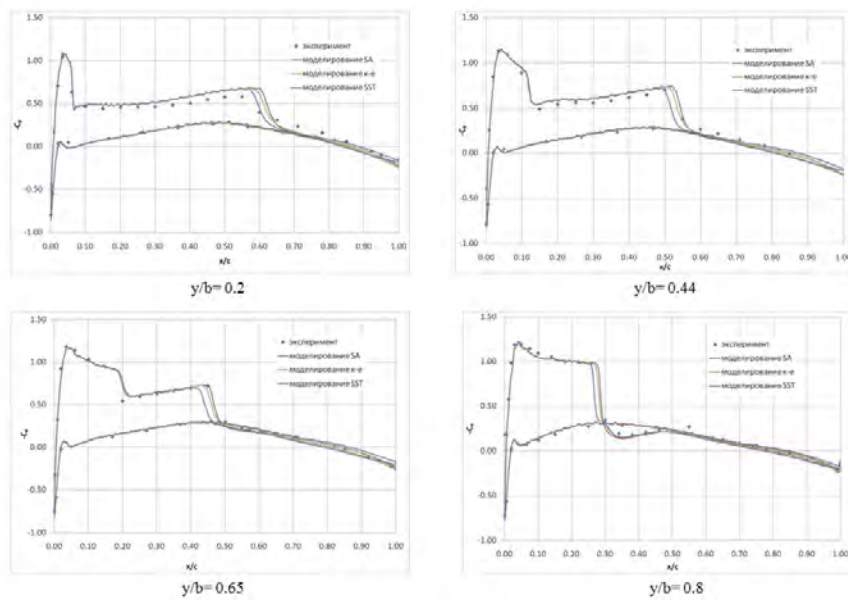 1.50
1.00
0.50
0.00
-0.50
-1.00
-Cₚ
эксперимент
моделирование SA
моделирование к-е
моделирование SST
0.00 0.10 0.20 0.30 0.40 0.50 0.60 0.70 0.80 0.90 1.00
x/c
y/b= 0.2
1.50
1.00
0.50
0.00
-0.50
-1.00
-Cₚ
эксперимент
моделирование SA
моделирование к-е
моделирование SST
0.00 0.10 0.20 0.30 0.40 0.50 0.60 0.70 0.80 0.90 1.00
x/c
y/b= 0.44
1.50
1.00
0.50
0.00
-0.50
-1.00
-Cₚ
эксперимент
моделирование SA
моделирование к-е
моделирование SST
0.00 0.10 0.20 0.30 0.40 0.50 0.60 0.70 0.80 0.90 1.00
x/c
y/b= 0.65
1.50
1.00
0.50
0.00
-0.50
-1.00
-Cₚ
эксперимент
моделирование SA
моделирование к-е
моделирование SST
0.00 0.10 0.20 0.30 0.40 0.50 0.60 0.70 0.80 0.90 1.00
x/c
y/b= 0.8